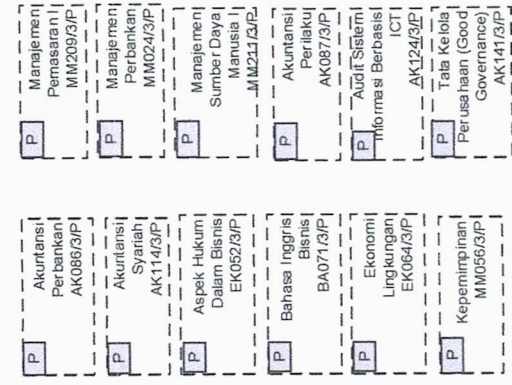 P
Manajemen
Pemasaran I
MM209/3/P
P
Manajemen
Perbankan
MM024/3/P
P
Manajemen
Sumber Daya
Manusia I
MM211/3/P
P
Akuntansi
Perilaku
AK087/3/P
P
Audit Sistem
Informasi Berbasis
ICT
AK124/3/P
P
Tata Kelola
Perusahaan (Good
Governance)
AK141/3/P
P
Akuntansi
Perbankan
AK086/3/P
P
Akuntansi
Syariah
AK114/3/P
P
Aspek Hukum
Dalam Bisnis
EK052/3/P
P
Bahasa Inggris
Bisnis
BA071/3/P
P
Ekonomi
Lingkungan
EK064/3/P
P
Kepemimpinan
MM056/3/P